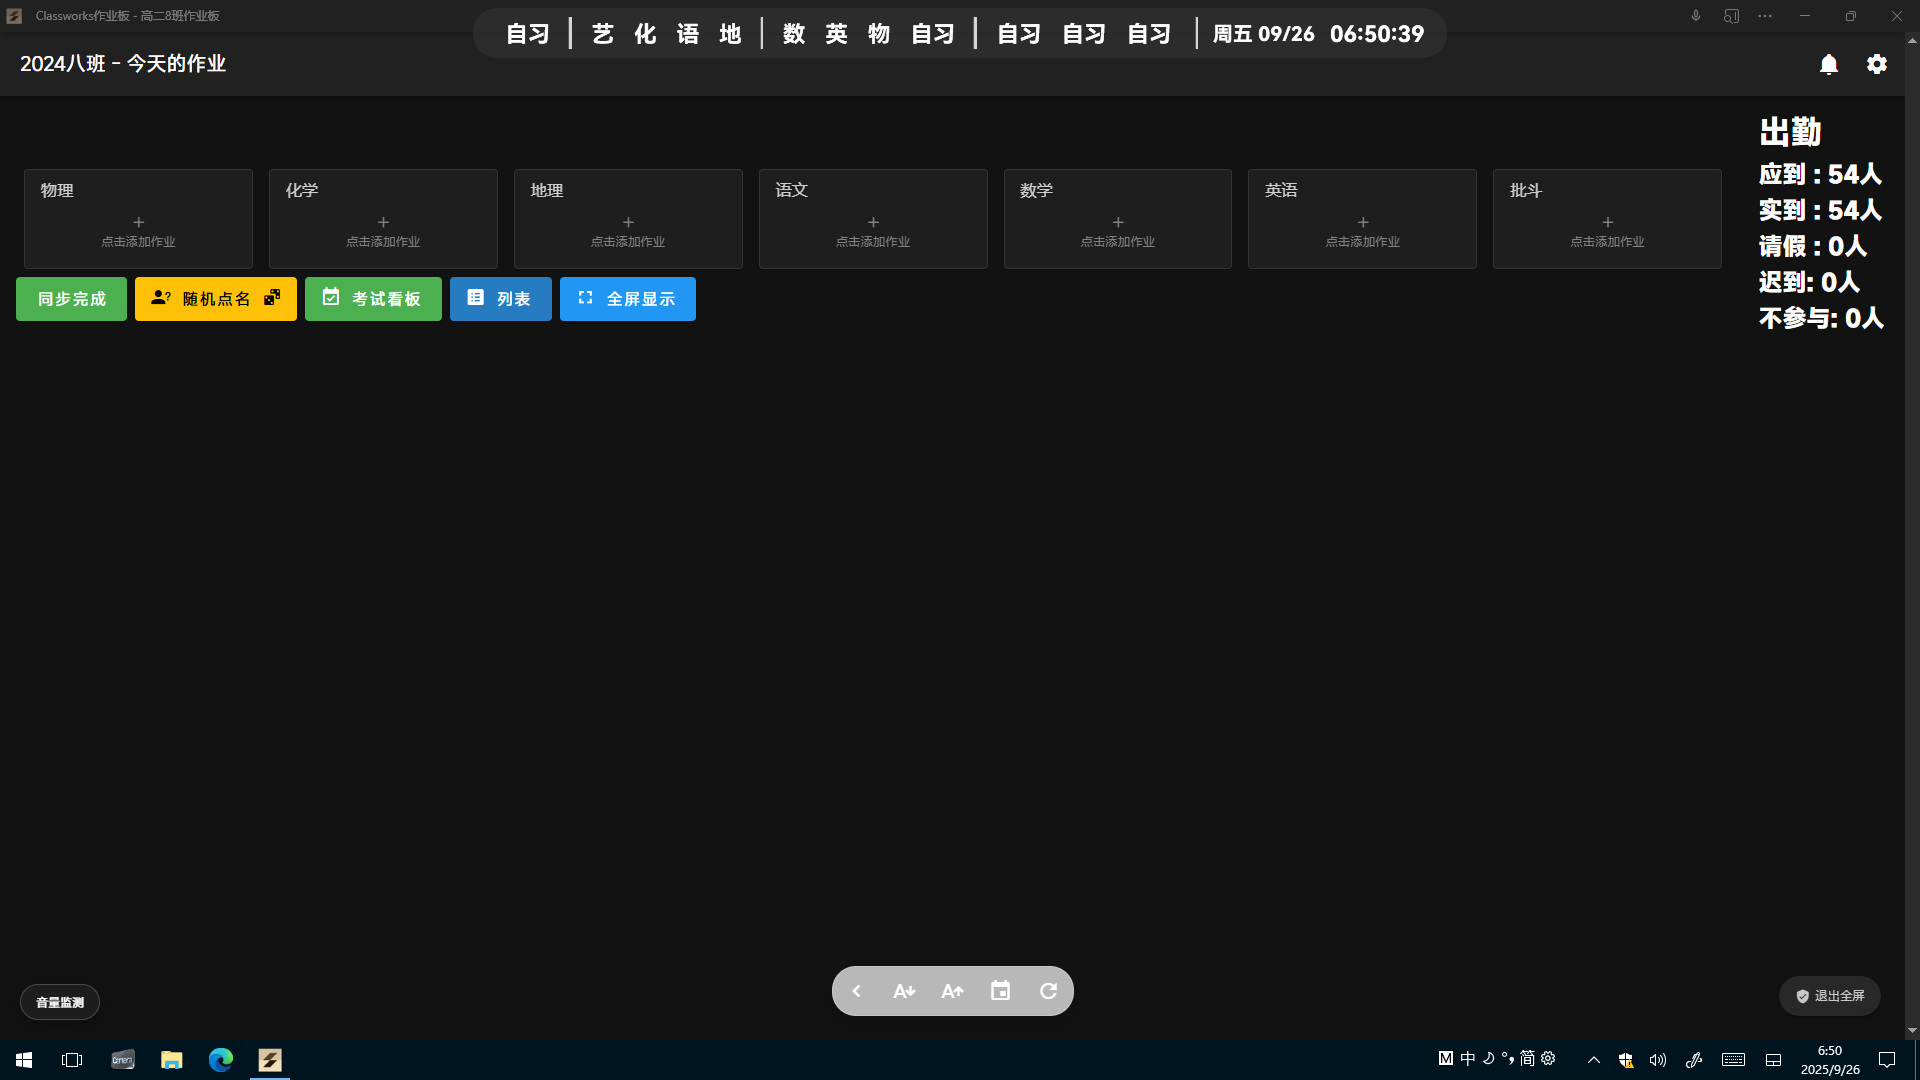 Classworks作业板 - 高二8班作业板
自习 艺 化 语 地 数 英 物 自习 自习 自习 自习 周五 09/26 06:50:39
2024八班 - 今天的作业
出勤
应到 : 54人
实到 : 54人
请假 : 0人
迟到: 0人
不参与: 0人
物理
点击添加作业
化学
点击添加作业
地理
点击添加作业
语文
点击添加作业
数学
点击添加作业
英语
点击添加作业
批斗
点击添加作业
同步完成
随机点名
考试看板
列表
全屏显示
音量监测
A A
退出全屏
Camera
M 中 简
6:50
2025/9/26